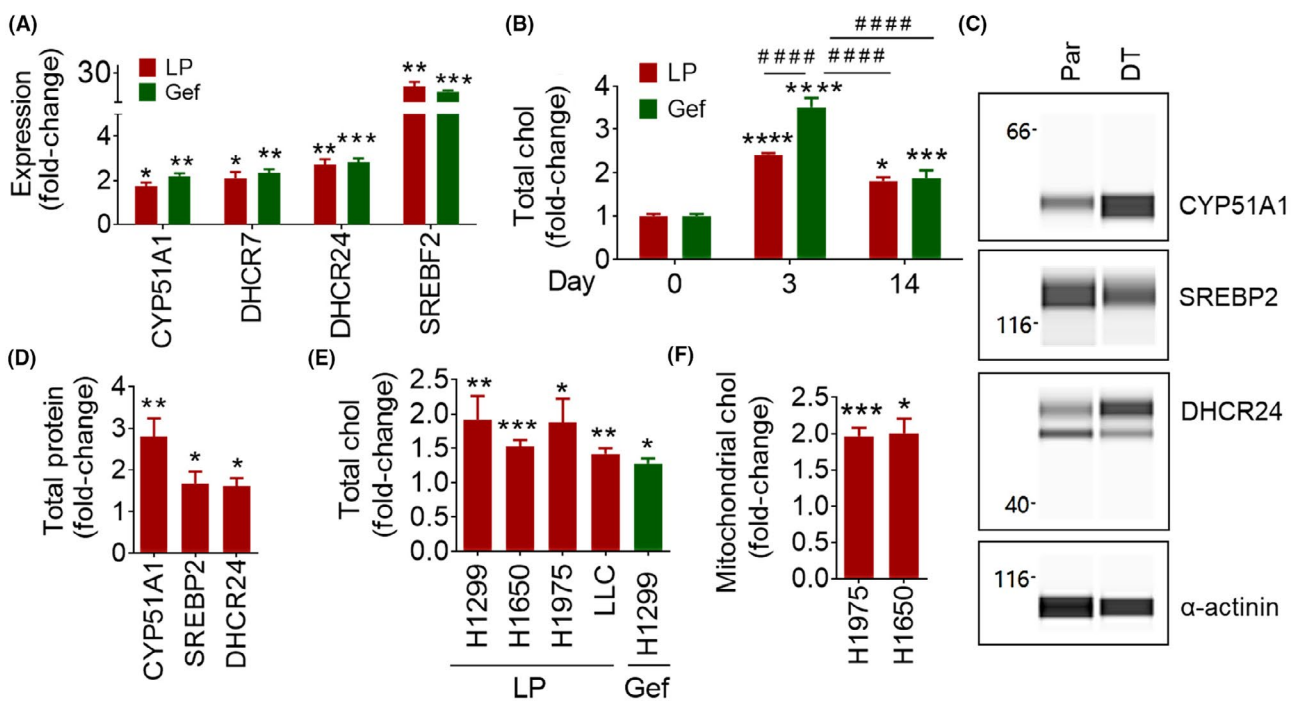 (A)
Expression
(fold-change)
30
4
2
0
LP
Gef
* ** * ** ** *** ** ***
CYP51A1
DHCR7
DHCR24
SREBF2
(B)
Total chol
(fold-change)
4
3
2
1
0
LP
Gef
####
#### ####
**** **** * ***
Day 0 3 14
(C)
Par DT
66-
CYP51A1
SREBP2
116-
DHCR24
40-
116-
α-actinin
(D)
Total protein
(fold-change)
4
3
2
1
0
** * *
CYP51A1
SREBP2
DHCR24
(E)
Total chol
(fold-change)
2.5
2.0
1.5
1.0
0.5
0.0
** *** * ** *
H1299
H1650
H1975
LLC
H1299
LP Gef
(F)
Mitochondrial chol
(fold-change)
2.5
2.0
1.5
1.0
0.5
0.0
*** *
H1975
H1650